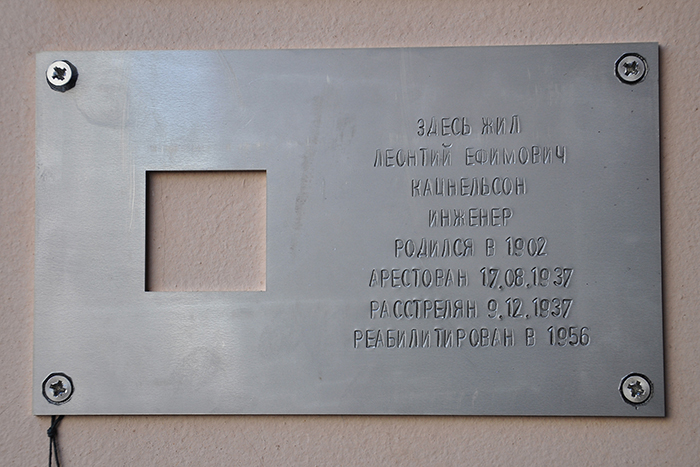 ЗДЕСЬ ЖИЛ
ЛЕОНТИЙ ЕФИМОВИЧ
КАЦНЕЛЬСОН
ИНЖЕНЕР
РОДИЛСЯ В 1902
АРЕСТОВАН 17.08.1937
РАССТРЕЛЯН 9.12.1937
РЕАБИЛИТИРОВАН В 1956